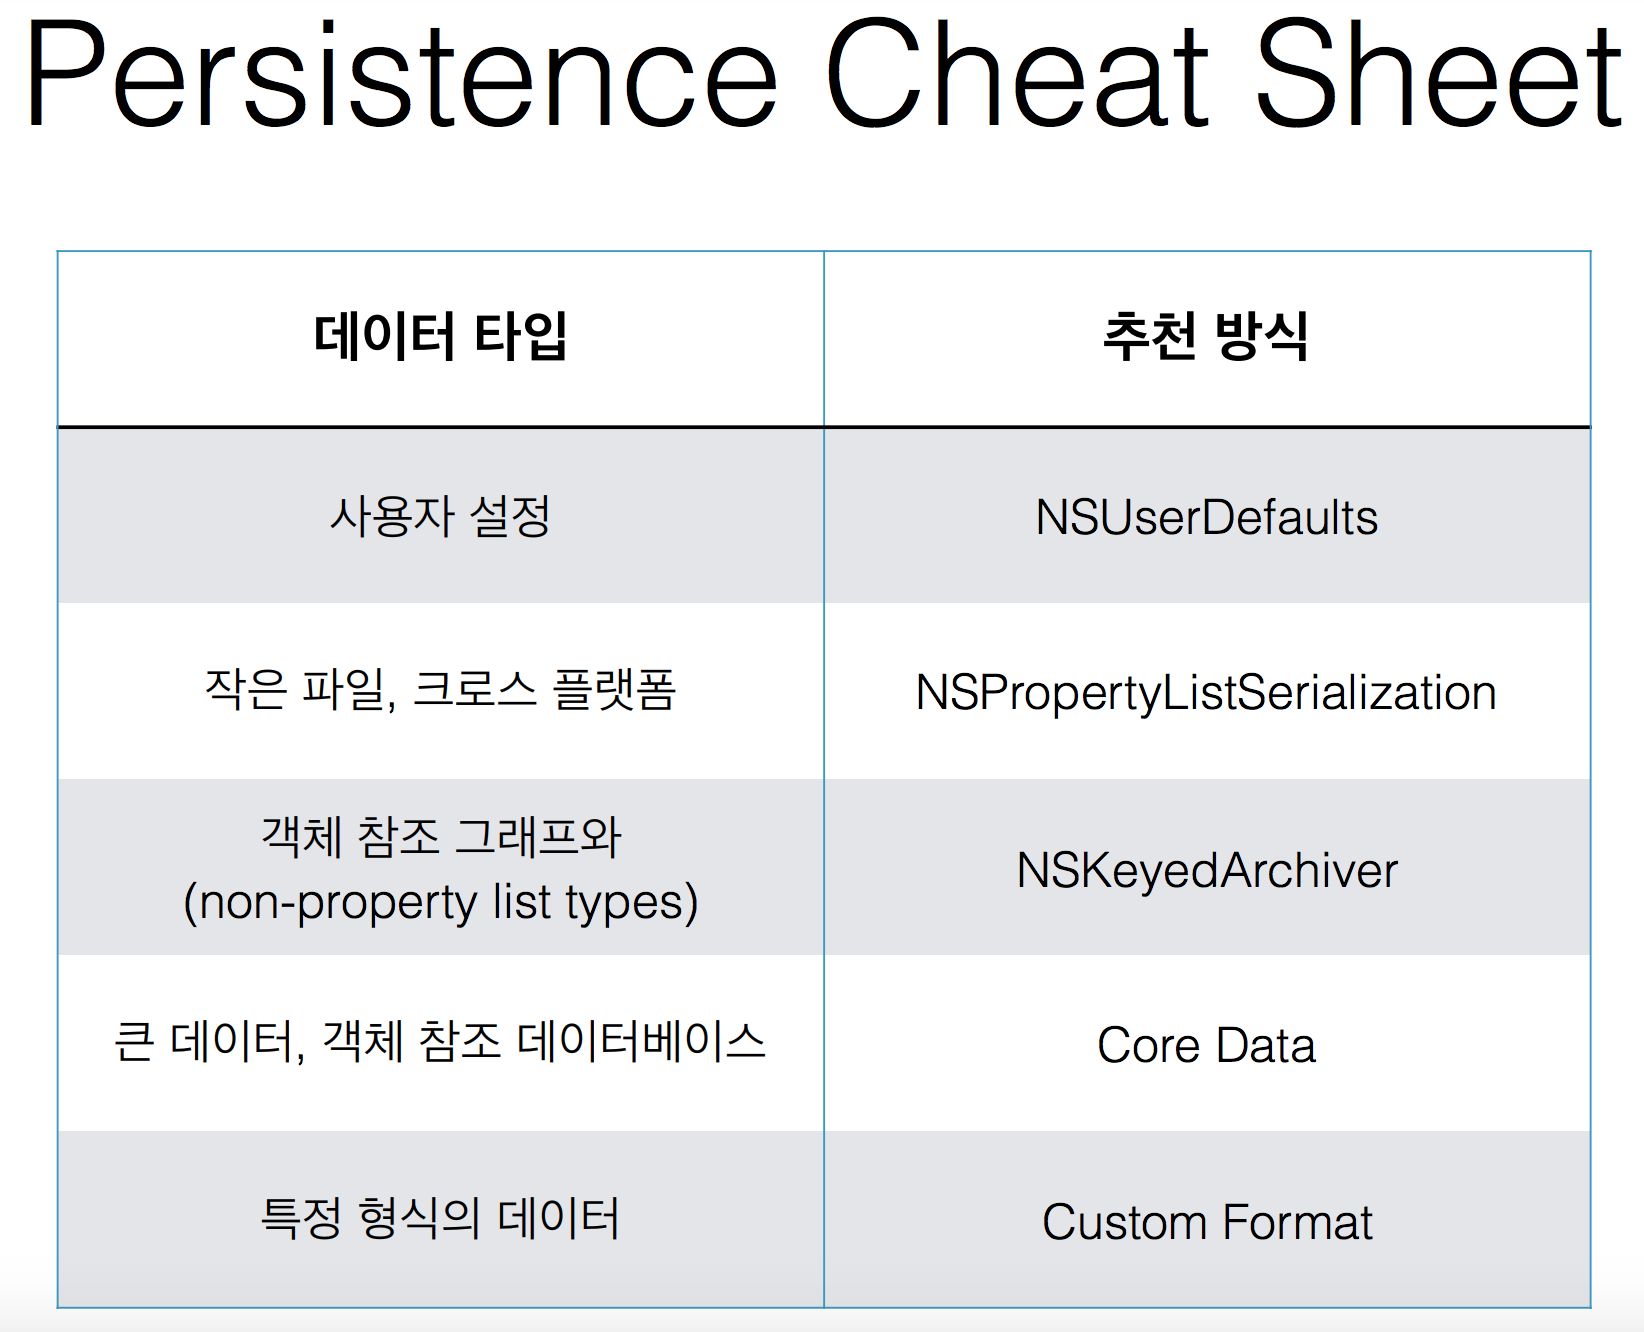 Persistence Cheat Sheet
데이터 타입
추천 방식
사용자 설정
NSUserDefaults
작은 파일, 크로스 플랫폼
NSPropertyListSerialization
객체 참조 그래프와
(non-property list types)
NSKeyedArchiver
큰 데이터, 객체 참조 데이터베이스
Core Data
특정 형식의 데이터
Custom Format